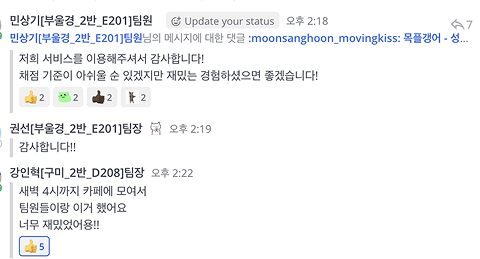 민상기[부울경_2반_E201]팀원 Update your status 오후 2:18 7
민상기[부울경_2반_E201]팀원님의 메시지에 대한 댓글 :moonsanghoon_movingkiss: 목플갱어 - 성...
저희 서비스를 이용해주셔서 감사합니다!
채점 기준이 아쉬울 순 있겠지만 재밌는 경험하셨으면 좋겠습니다!
2 2 2 2
권선[부울경_2반_E201]팀장 오후 2:19
감사합니다!!
강인혁[구미_2반_D208]팀장 오후 2:22
새벽 4시까지 카페에 모여서
팀원들이랑 이거 했어요
너무 재밌었어용!!
5